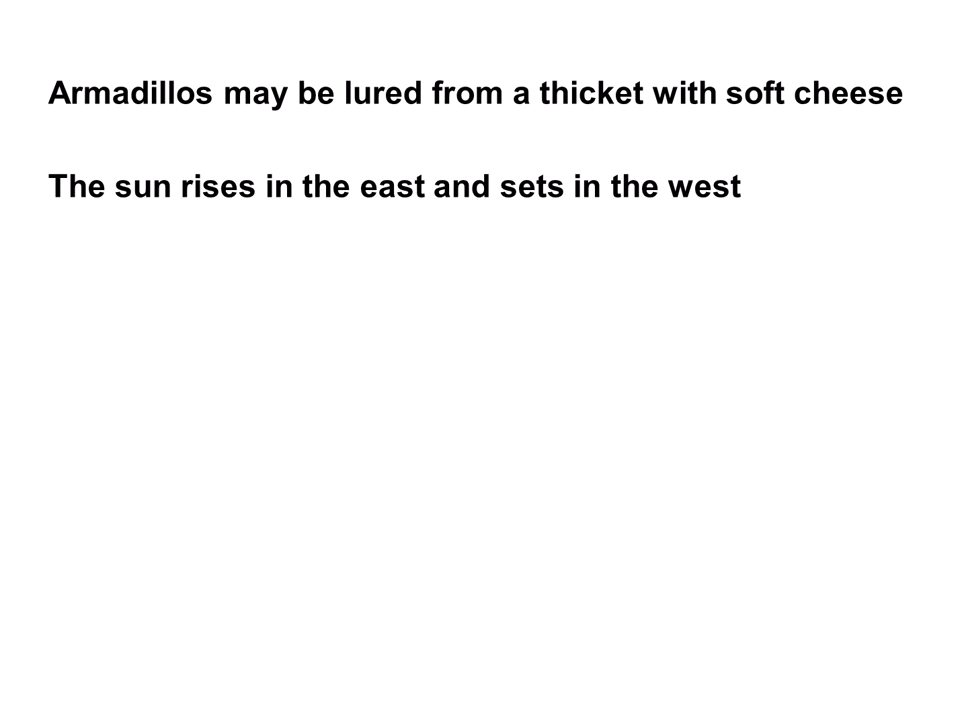 Armadillos may be lured from a thicket with soft cheese
The sun rises in the east and sets in the west